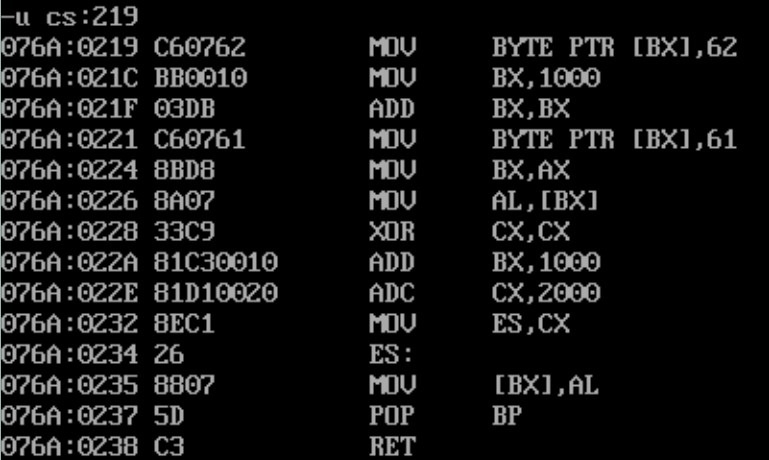 -u cs:219
076A:0219 C60762 MOV BYTE PTR [BX],62
076A:021C BB0010 MOV BX,1000
076A:021F 03DB ADD BX,BX
076A:0221 C60761 MOV BYTE PTR [BX],61
076A:0224 8BD8 MOV BX,AX
076A:0226 8A07 MOV AL,[BX]
076A:0228 33C9 XOR CX,CX
076A:022A 81C30010 ADD BX,1000
076A:022E 81D10020 ADC CX,2000
076A:0232 8EC1 MOV ES,CX
076A:0234 26 ES:
076A:0235 8807 MOV [BX],AL
076A:0237 5D POP BP
076A:0238 C3 RET